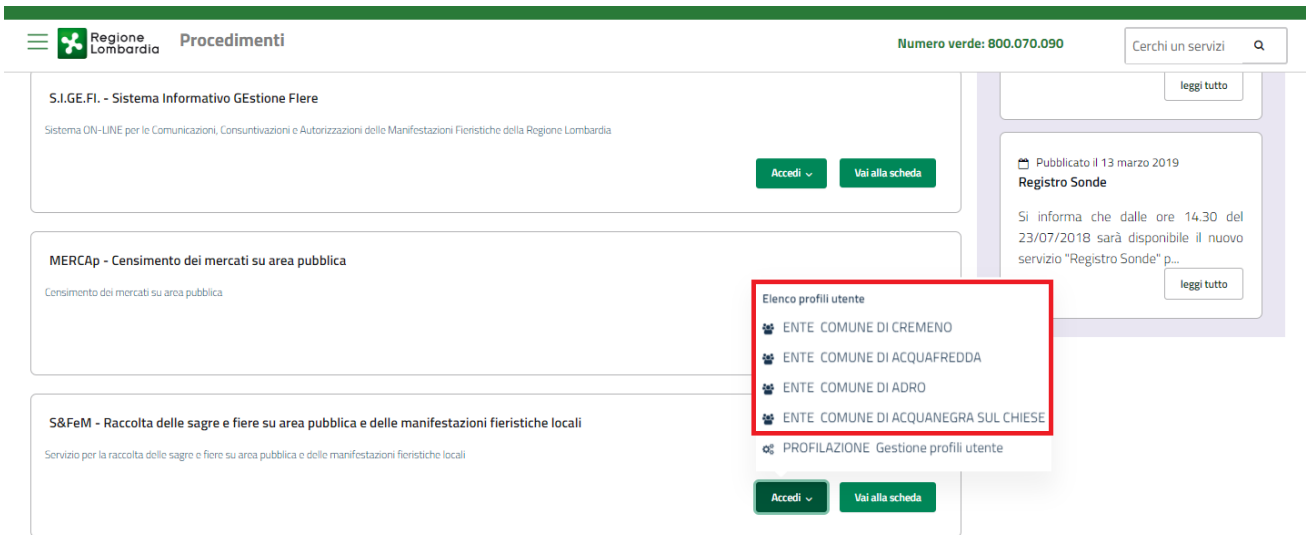 Regione
Lombardia
Procedimenti
Numero verde: 800.070.090
Cerchi un servizi
S.I.GE.FI. - Sistema Informativo GEstione FIere
Sistema ON-LINE per le Comunicazioni, Consuntivazioni e Autorizzazioni delle Manifestazioni Fieristiche della Regione Lombardia
Accedi
Vai alla scheda
MERCAp - Censimento dei mercati su area pubblica
Censimento dei mercati su area pubblica
S&FeM - Raccolta delle sagre e fiere su area pubblica e delle manifestazioni fieristiche locali
Servizio per la raccolta delle sagre e fiere su area pubblica e delle manifestazioni fieristiche locali
Elenco profili utente
ENTE COMUNE DI CREMENO
ENTE COMUNE DI ACQUAFREDDA
ENTE COMUNE DI ADRO
ENTE COMUNE DI ACQUANEGRA SUL CHIESE
PROFILAZIONE Gestione profili utente
Accedi
Vai alla scheda
leggi tutto
Pubblicato il 13 marzo 2019
Registro Sonde
Si informa che dalle ore 14.30 del
23/07/2018 sarà disponibile il nuovo
servizio "Registro Sonde" p...
leggi tutto